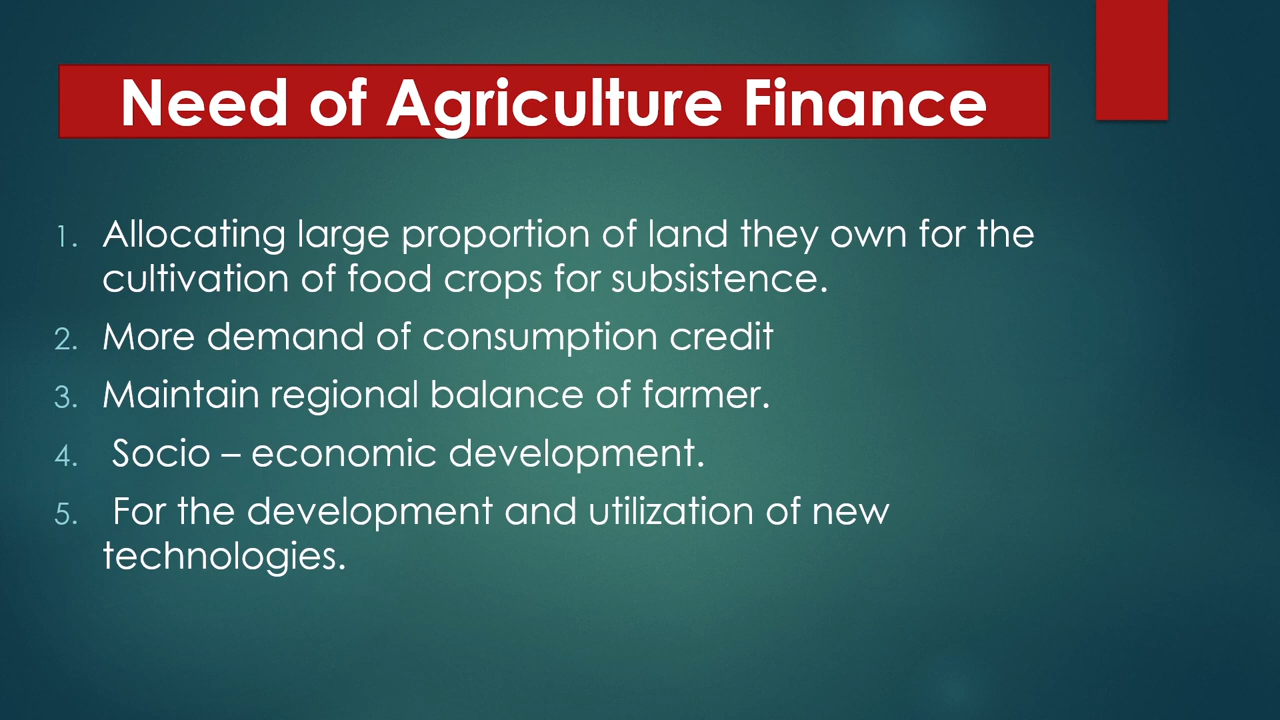 Need of Agriculture Finance
1. Allocating large proportion of land they own for the
cultivation of food crops for subsistence.
2. More demand of consumption credit
3. Maintain regional balance of farmer.
4. Socio – economic development.
5. For the development and utilization of new
technologies.